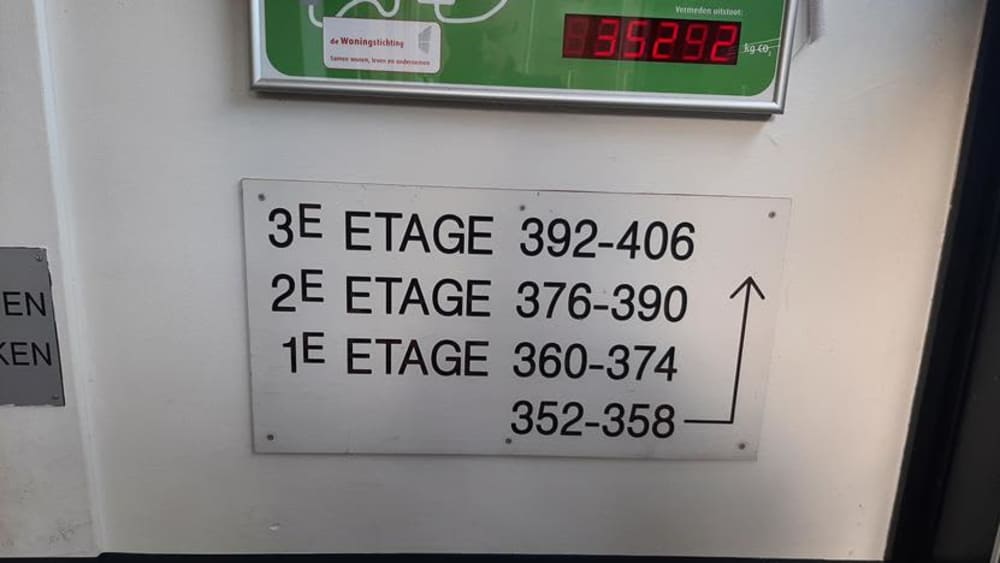 Vermeden uitstoot:
35292 kg CO₂
de Woningstichting
Samen wonen, leven en ondernemen
3E ETAGE 392-406
2E ETAGE 376-390
1E ETAGE 360-374
352-358
EN
KEN